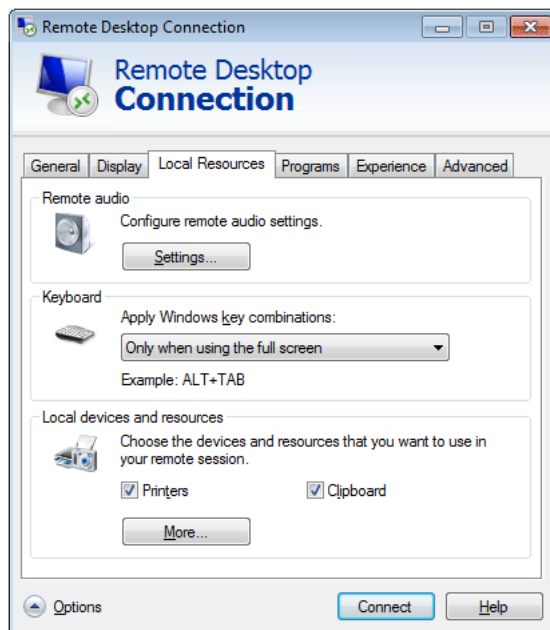 Remote Desktop Connection
Remote Desktop
Connection
General Display Local Resources Programs Experience Advanced
Remote audio
Configure remote audio settings.
Settings...
Keyboard
Apply Windows key combinations:
Only when using the full screen
Example: ALT+TAB
Local devices and resources
Choose the devices and resources that you want to use in
your remote session.
Printers Clipboard
More...
Options Connect Help